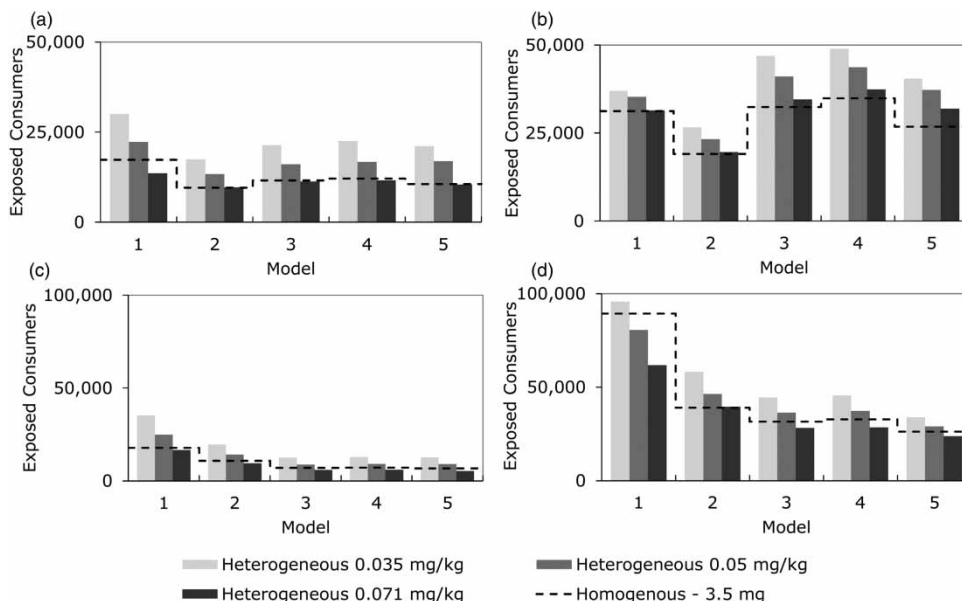 (a)
50,000
25,000
0
Exposed Consumers
1 2 3 4 5
Model
(b)
50,000
25,000
0
Exposed Consumers
1 2 3 4 5
Model
(c)
100,000
50,000
0
Exposed Consumers
1 2 3 4 5
Model
(d)
100,000
50,000
0
Exposed Consumers
1 2 3 4 5
Model
Heterogeneous 0.035 mg/kg
Heterogeneous 0.05 mg/kg
Heterogeneous 0.071 mg/kg
Homogenous - 3.5 mg